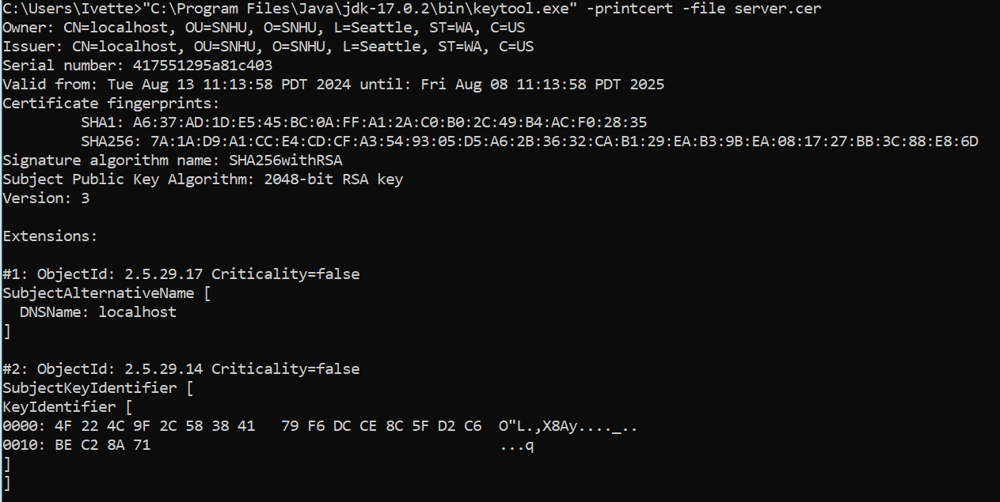 C:\Users\Ivette>"C:\Program Files\Java\jdk-17.0.2\bin\keytool.exe" -printcert -file server.cer
Owner: CN=localhost, OU=SNHU, O=SNHU, L=Seattle, ST=WA, C=US
Issuer: CN=localhost, OU=SNHU, O=SNHU, L=Seattle, ST=WA, C=US
Serial number: 417551295a81c403
Valid from: Tue Aug 13 11:13:58 PDT 2024 until: Fri Aug 08 11:13:58 PDT 2025
Certificate fingerprints:
         SHA1: A6:37:AD:1D:E5:45:BC:0A:FF:A1:2A:C0:B0:2C:49:B4:AC:F0:28:35
         SHA256: 7A:1A:D9:A1:CC:E4:CD:CF:A3:54:93:05:D5:A6:2B:36:32:CA:B1:29:EA:B3:9B:EA:08:17:27:BB:3C:88:E8:6D
Signature algorithm name: SHA256withRSA
Subject Public Key Algorithm: 2048-bit RSA key
Version: 3

Extensions:

#1: ObjectId: 2.5.29.17 Criticality=false
SubjectAlternativeName [
  DNSName: localhost
]

#2: ObjectId: 2.5.29.14 Criticality=false
SubjectKeyIdentifier [
KeyIdentifier [
0000: 4F 22 4C 9F 2C 58 38 41   79 F6 DC CE 8C 5F D2 C6  O"L.,X8Ay...._..
0010: BE C2 8A 71                                        ...q
]
]